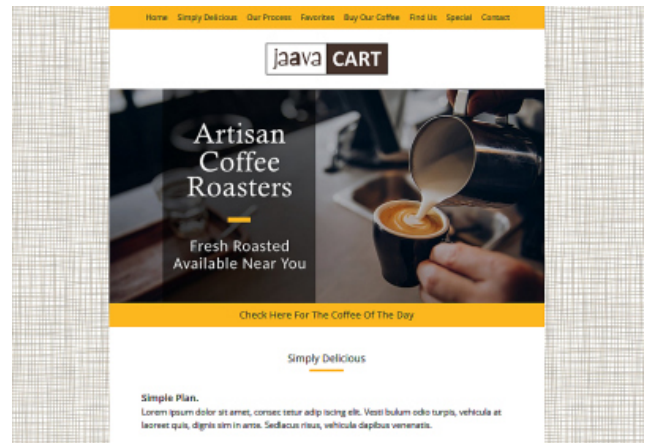 Home Simply Delicious Our Process Favorites Buy Our Coffee Find Us Special Contact
jaava CART
Artisan
Coffee
Roasters
Fresh Roasted
Available Near You
Check Here For The Coffee Of The Day
Simply Delicious
Simple Plan.
Lorem ipsum dolor sit amet, consec tetur adip iscing elit. Vesti bulum odio turpis, vehicula at
laoreet quis, dignis sim in ante. Sedlacus risus, vehicula dapibus venenatis.